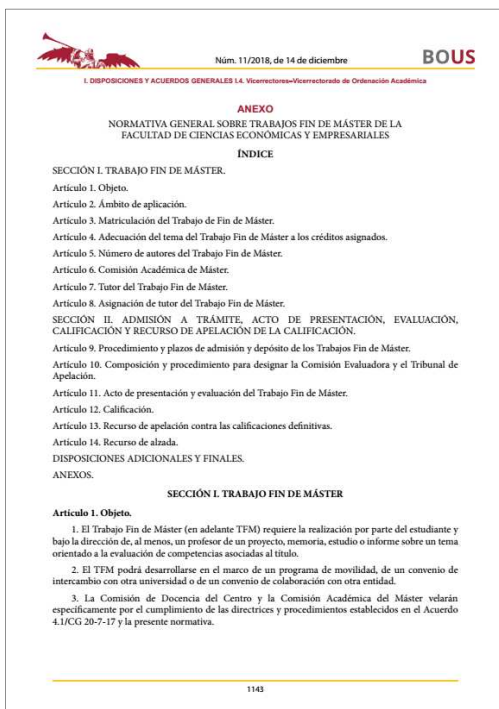 Núm. 11/2018, de 14 de diciembre
BOUS
I. DISPOSICIONES Y ACUERDOS GENERALES I.4. Vicerrectores=Vicerrectorado de Ordenación Académica
ANEXO
NORMATIVA GENERAL SOBRE TRABAJOS FIN DE MÁSTER DE LA
FACULTAD DE CIENCIAS ECONÓMICAS Y EMPRESARIALES
ÍNDICE
SECCIÓN I. TRABAJO FIN DE MÁSTER.
Artículo 1. Objeto.
Artículo 2. Ámbito de aplicación.
Artículo 3. Matriculación del Trabajo de Fin de Máster.
Artículo 4. Adecuación del tema del Trabajo Fin de Máster a los créditos asignados.
Artículo 5. Número de autores del Trabajo Fin de Máster.
Artículo 6. Comisión Académica de Máster.
Artículo 7. Tutor del Trabajo Fin de Máster.
Artículo 8. Asignación de tutor del Trabajo Fin de Máster.
SECCIÓN II. ADMISIÓN A TRÁMITE, ACTO DE PRESENTACIÓN, EVALUACIÓN,
CALIFICACIÓN Y RECURSO DE APELACIÓN DE LA CALIFICACIÓN.
Artículo 9. Procedimiento y plazos de admisión y depósito de los Trabajos Fin de Máster.
Artículo 10. Composición y procedimiento para designar la Comisión Evaluadora y el Tribunal de
Apelación.
Artículo 11. Acto de presentación y evaluación del Trabajo Fin de Máster.
Artículo 12. Calificación.
Artículo 13. Recurso de apelación contra las calificaciones definitivas.
Artículo 14. Recurso de alzada.
DISPOSICIONES ADICIONALES Y FINALES.
ANEXOS.
SECCIÓN I. TRABAJO FIN DE MÁSTER
Artículo 1. Objeto.
1. El Trabajo Fin de Máster (en adelante TFM) requiere la realización por parte del estudiante y
bajo la dirección de, al menos, un profesor de un proyecto, memoria, estudio o informe sobre un tema
orientado a la evaluación de competencias asociadas al título.
2. El TFM podrá desarrollarse en el marco de un programa de movilidad, de un convenio de
intercambio con otra universidad o de un convenio de colaboración con otra entidad.
3. La Comisión de Docencia del Centro y la Comisión Académica del Máster velarán
específicamente por el cumplimiento de las directrices y procedimientos establecidos en el Acuerdo
4.1/CG 20-7-17 y la presente normativa.
1143